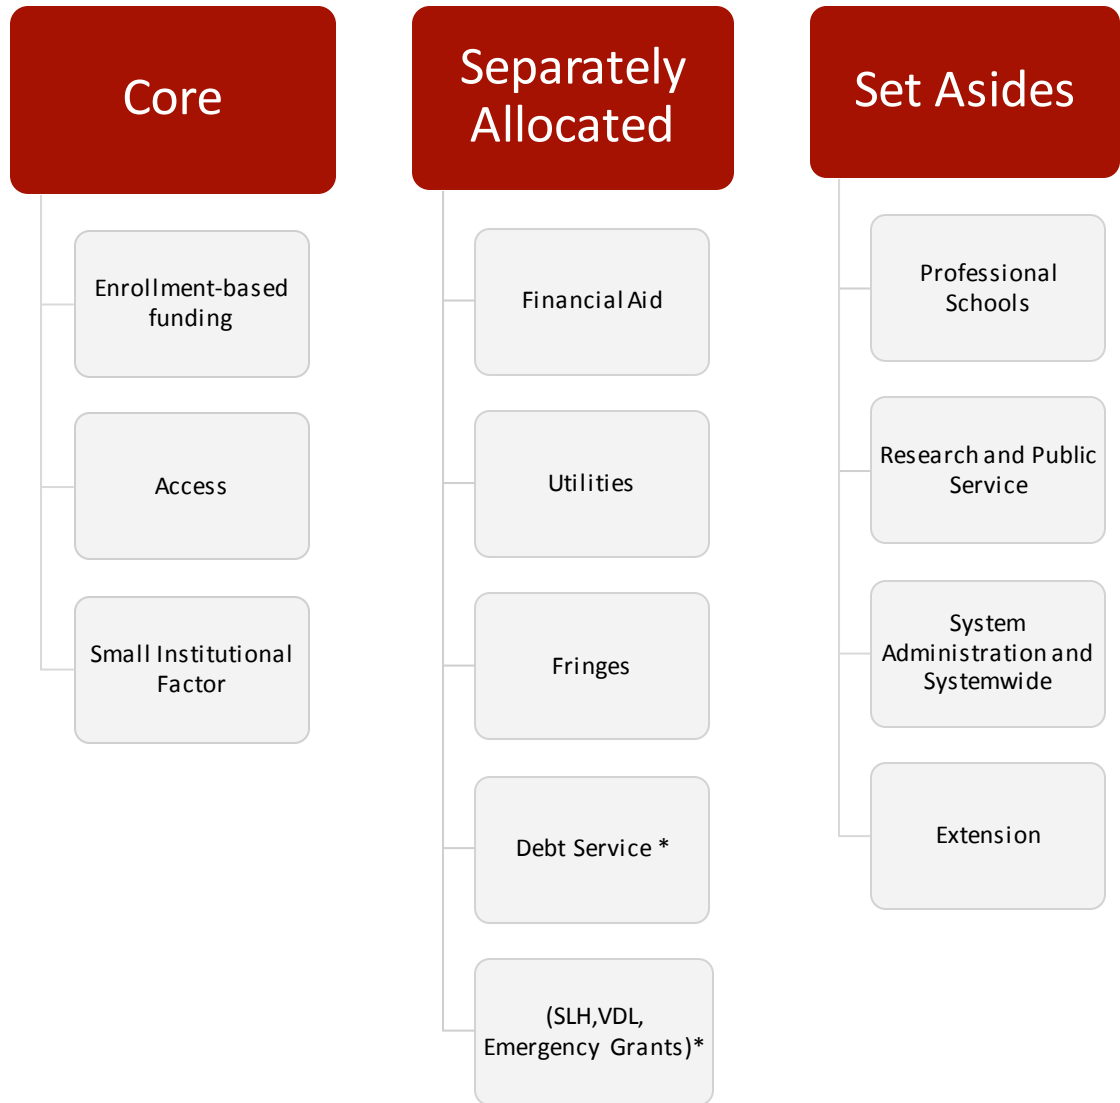 Core
Enrollment-based
funding
Access
Small Institutional
Factor
Separately
Allocated
Financial Aid
Utilities
Fringes
Debt Service *
(SLH,VDL,
Emergency Grants)*
Set Asides
Professional
Schools
Research and Public
Service
System
Administration and
Systemwide
Extension